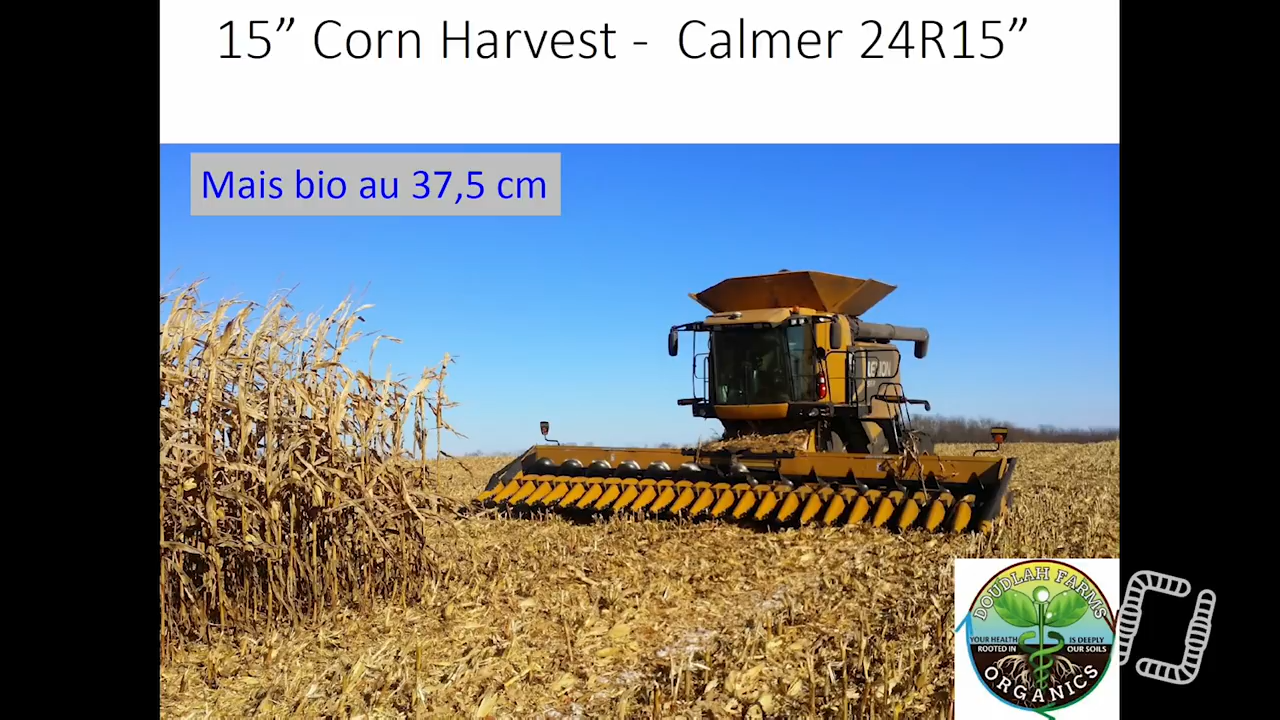 15” Corn Harvest - Calmer 24R15”
Mais bio au 37,5 cm
LEXION
DOUDLAH FARMS
YOUR HEALTH IS DEEPLY
ROOTED IN OUR SOILS
ORGANICS